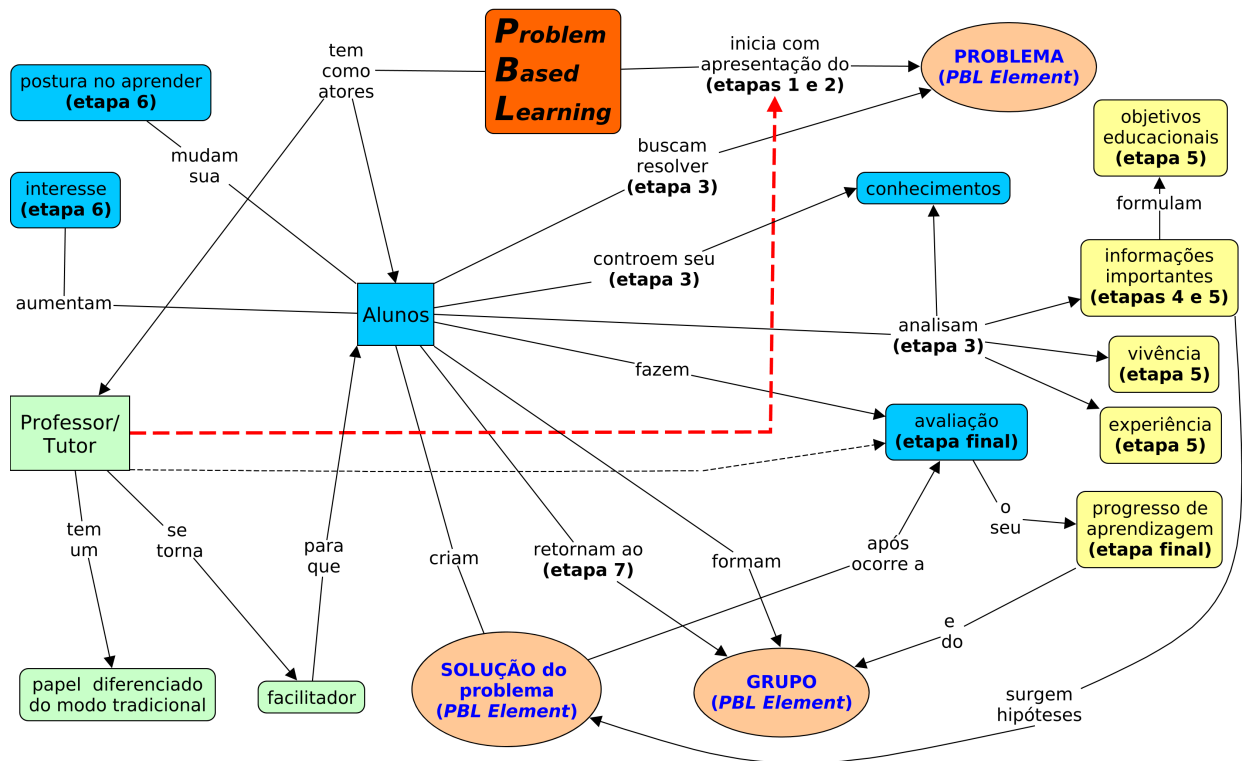 Problem
Based
Learning
tem
como
atores
inicia com
apresentação do
(etapas 1 e 2)
PROBLEMA
(PBL Element)
postura no aprender
(etapa 6)
mudam
sua
interesse
(etapa 6)
aumentam
buscam
resolver
(etapa 3)
conhecimentos
objetivos
educacionais
(etapa 5)
formulam
controem seu
(etapa 3)
informações
importantes
(etapas 4 e 5)
Alunos
analisam
(etapa 3)
vivência
(etapa 5)
fazem
experiência
(etapa 5)
Professor/
Tutor
avaliação
(etapa final)
o
seu
progresso de
aprendizagem
(etapa final)
tem
um
se
torna
para
que
criam
retornam ao
(etapa 7)
formam
após
ocorre a
e
do
papel  diferenciado
do modo tradicional
facilitador
SOLUÇÃO do
problema
(PBL Element)
GRUPO
(PBL Element)
surgem
hipóteses